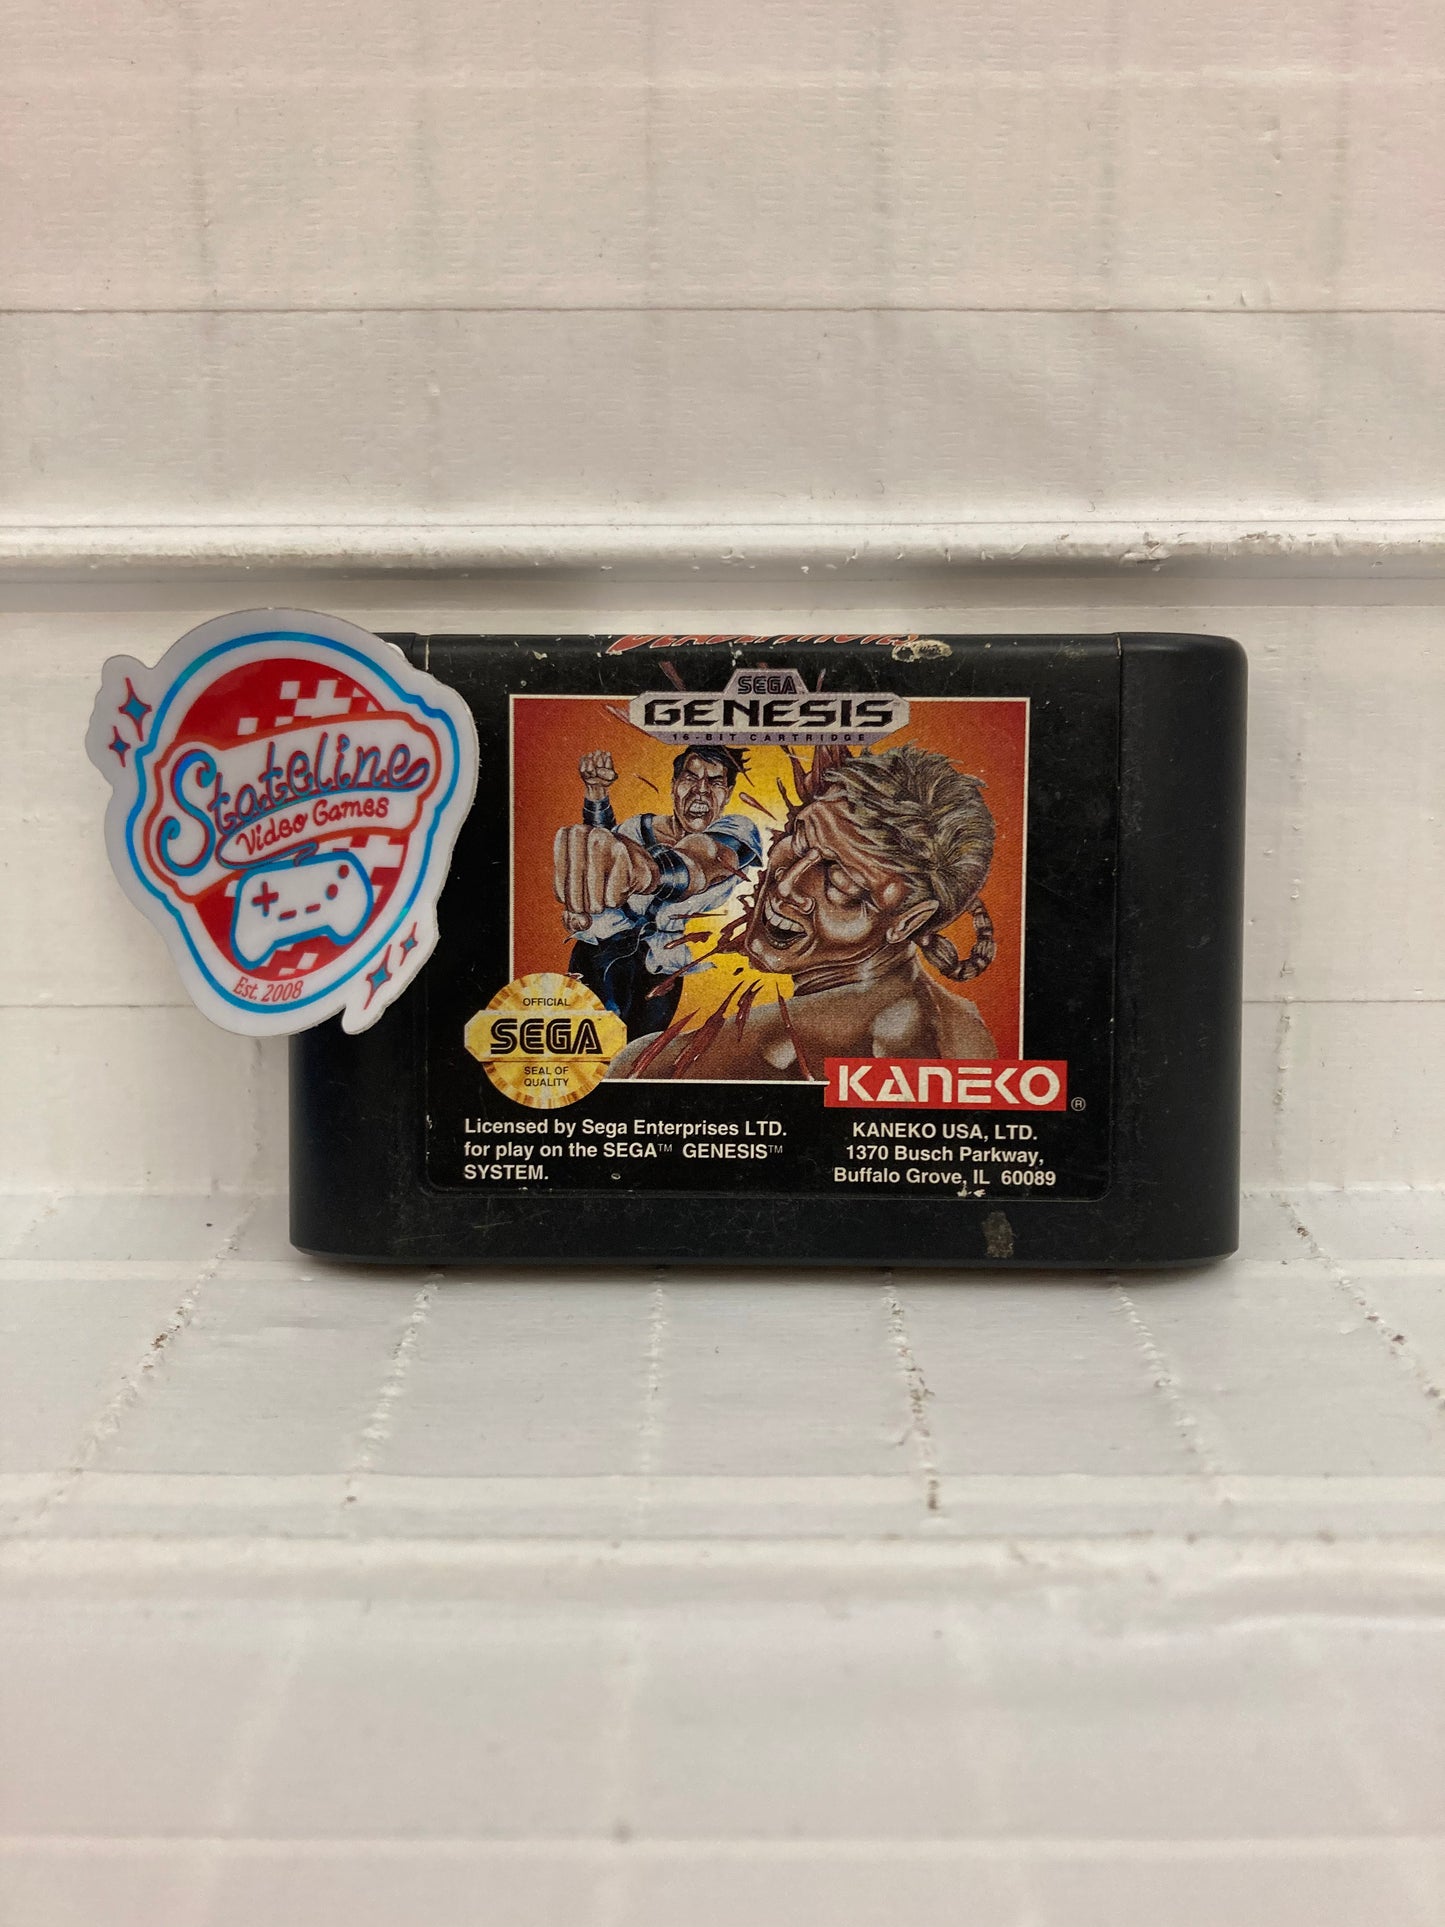 DEADLY MOVES
SEGA
GENESIS
16-BIT CARTRIDGE
Stateline
Video Games
Est. 2008
OFFICIAL
SEGA
SEAL OF
QUALITY
KANEKO ®
Licensed by Sega Enterprises LTD.
for play on the SEGA™ GENESIS™
SYSTEM.
KANEKO USA, LTD.
1370 Busch Parkway,
Buffalo Grove, IL 60089